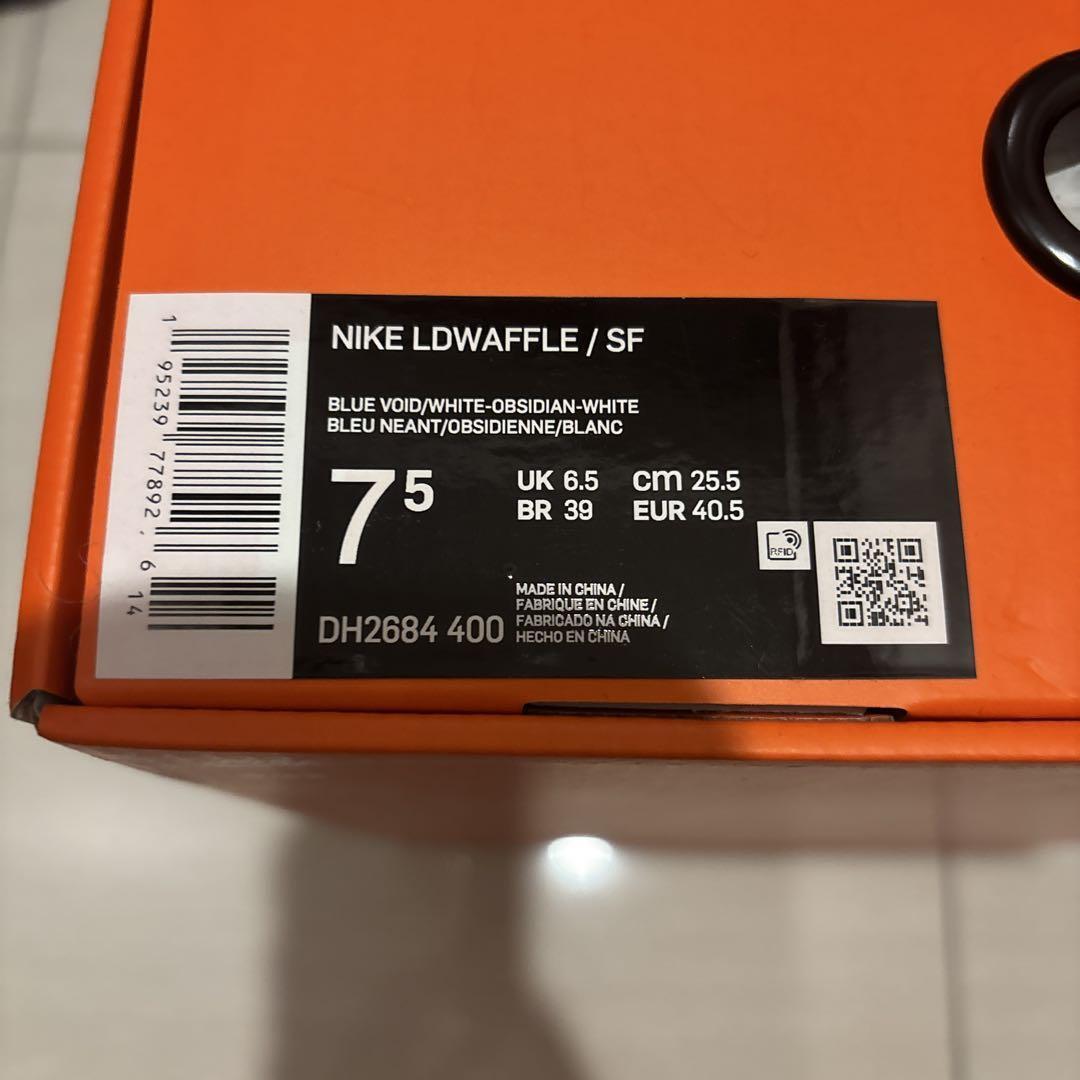 NIKE LDWAFFLE / SF
BLUE VOID/WHITE-OBSIDIAN-WHITE
BLEU NEANT/OBSIDIENNE/BLANC
7 5
UK 6.5 cm 25.5
BR 39 EUR 40.5
RFID
MADE IN CHINA /
FABRIQUE EN CHINE /
FABRICADO NA CHINA /
HECHO EN CHINA
DH2684 400
1 95239 77892, 6 14